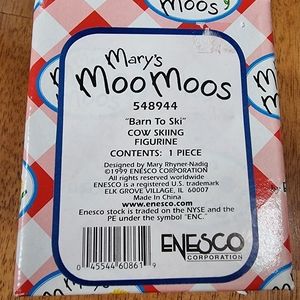 Moos
Mary's
MooMoos
548944
"Barn To Ski"
COW SKIING
FIGURINE
CONTENTS: 1 PIECE
Designed by Mary Rhyner-Nadig
©1999 ENESCO CORPORATION
All rights reserved worldwide
ENESCO is a registered U.S. trademark
ELK GROVE VILLAGE, IL 60007
Made In China
www.enesco.com
Enesco stock is traded on the NYSE and the
PE under the symbol "ENC."
ENESCO
CORPORATION
0 45544 60861 9